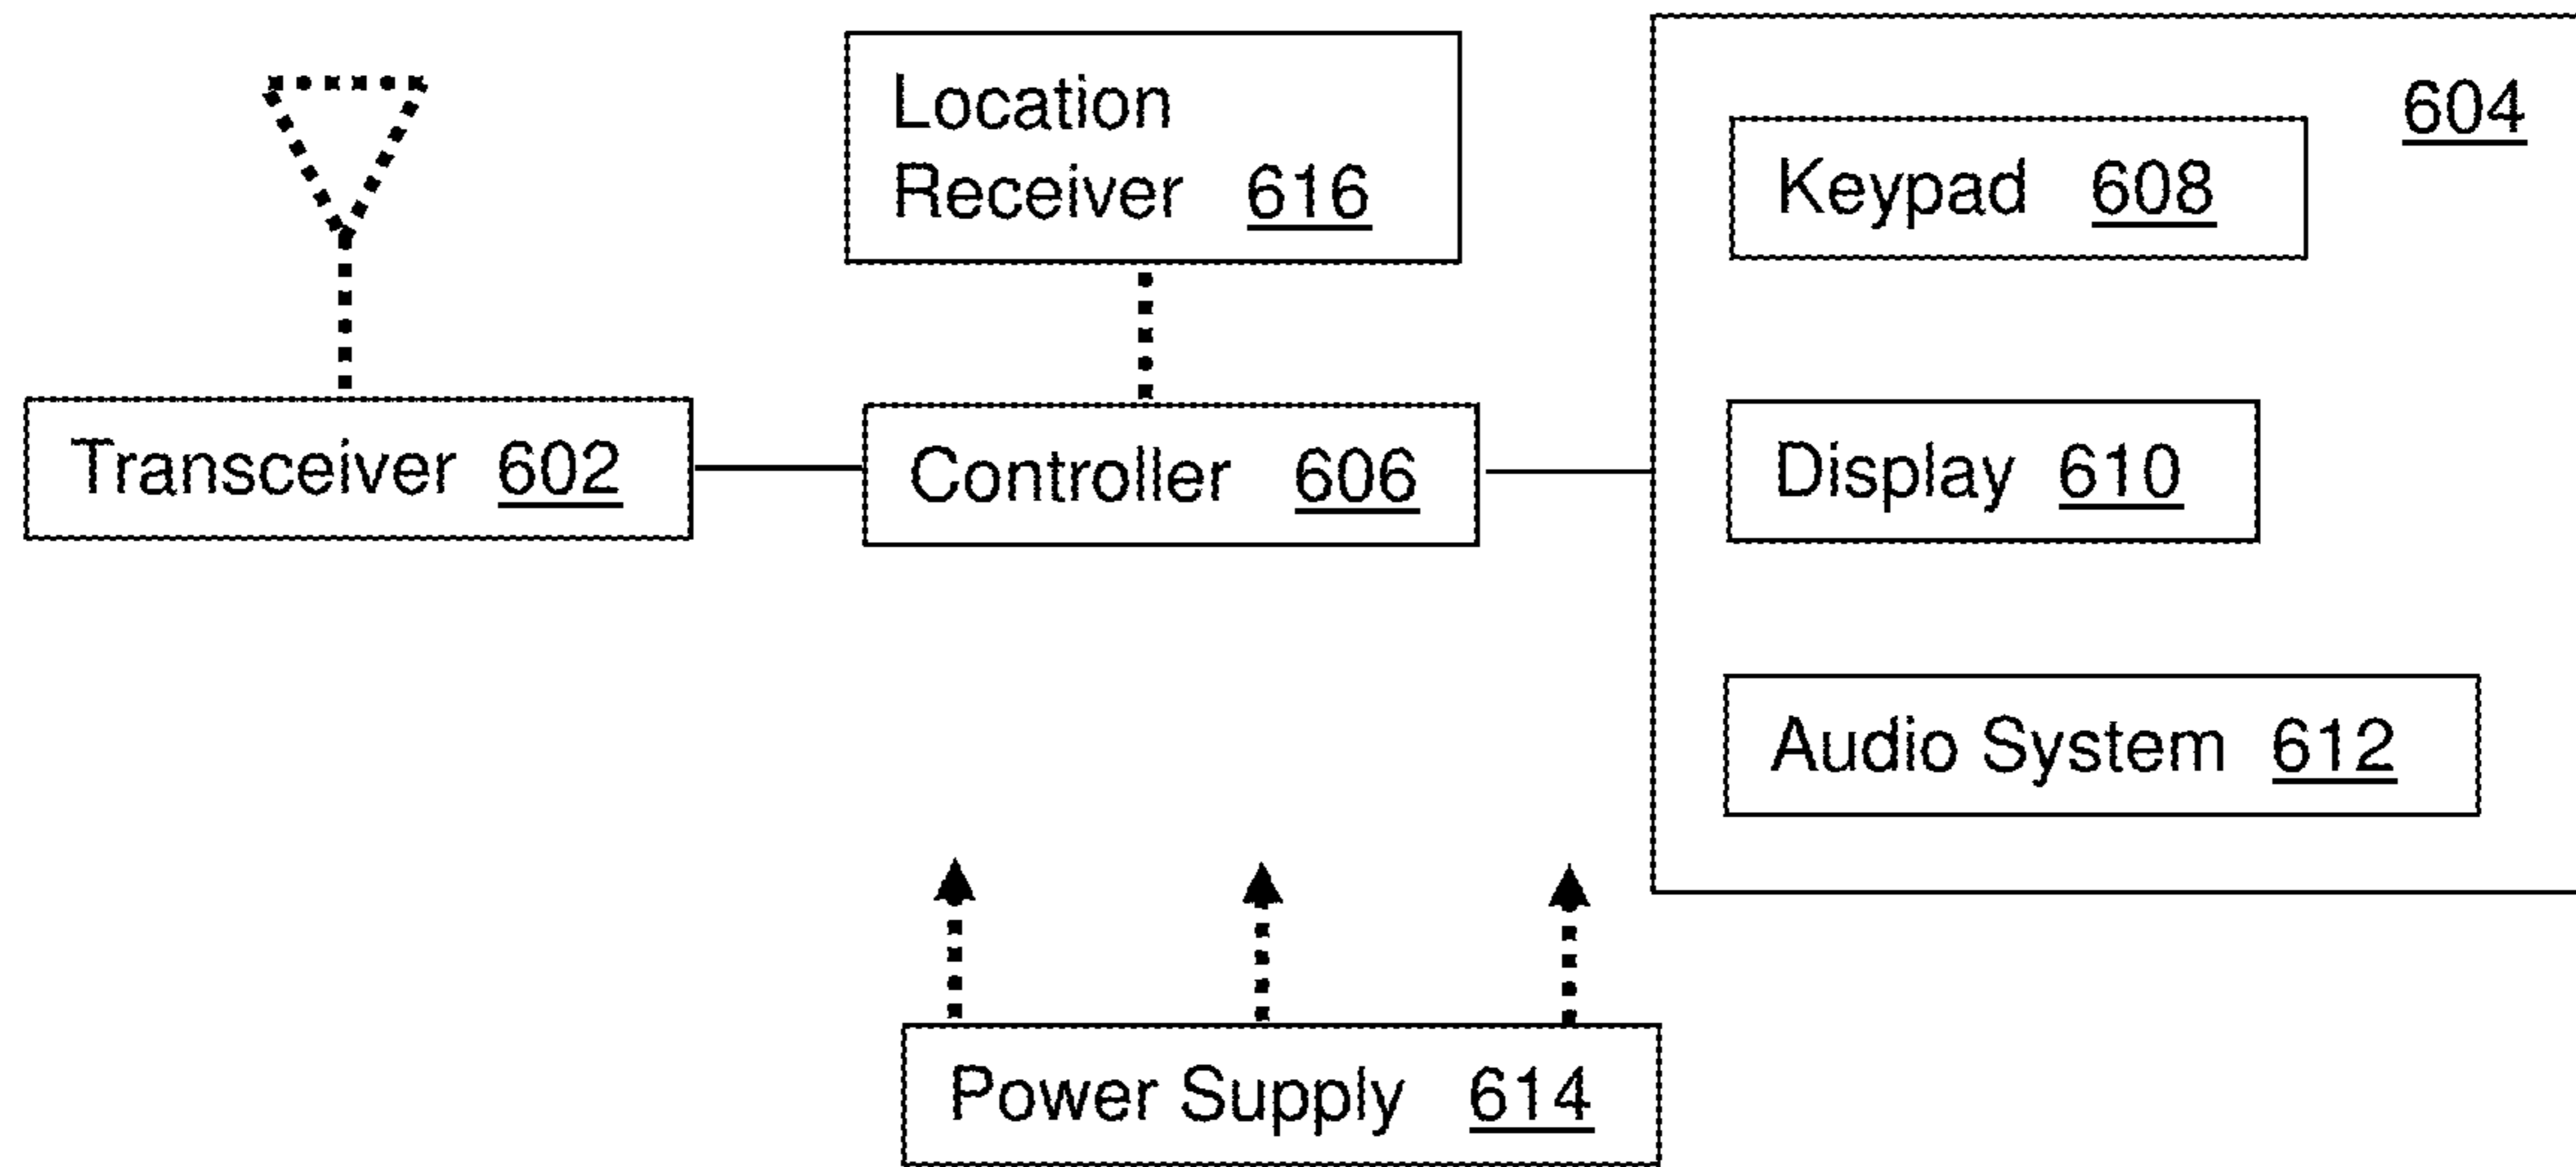 Location
Receiver 616
604
Keypad 608
Transceiver 602
Controller 606
Display 610
Audio System 612
Power Supply 614